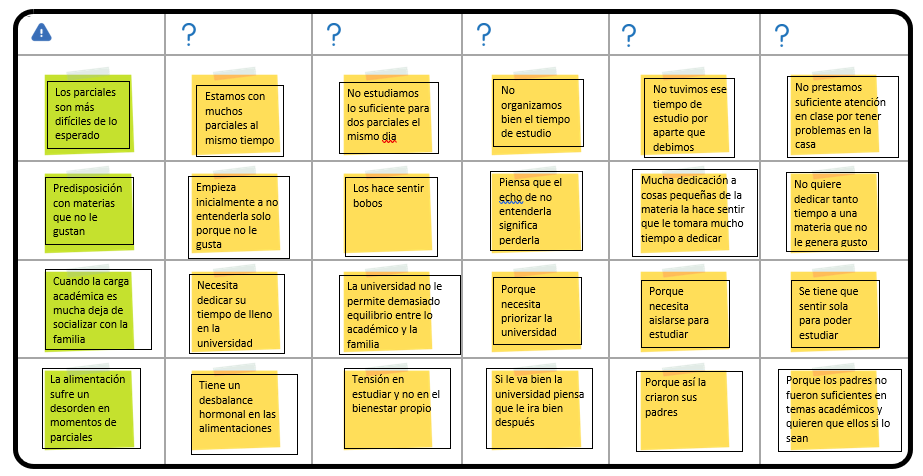 ?
?
?
?
?
Los parciales
son más
difíciles de lo
esperado
Estamos con
muchos
parciales al
mismo tiempo
No estudiamos
lo suficiente para
dos parciales el
mismo dia
No
organizamos
bien el tiempo
de estudio
No tuvimos ese
tiempo de
estudio por
aparte que
debimos
No prestamos
suficiente atención
en clase por tener
problemas en la
casa
Predisposición
con materias
que no le
gustan
Empieza
inicialmente a no
entenderla solo
porque no le
gusta
Los hace sentir
bobos
Piensa que el
echo de no
entenderla
significa
perderla
Mucha dedicación a
cosas pequeñas de la
materia la hace sentir
que le tomara mucho
tiempo a dedicar
No quiere
dedicar tanto
tiempo a una
materia que no
le genera gusto
Cuando la carga
académica es
mucha deja de
socializar con la
familia
Necesita
dedicar su
tiempo de lleno
en la
universidad
La universidad no le
permite demasiado
equilibrio entre lo
académico y la
familia
Porque
necesita
priorizar la
universidad
Porque
necesita
aislarse para
estudiar
Se tiene que
sentir sola
para poder
estudiar
La alimentación
sufre un
desorden en
momentos de
parciales
Tiene un
desbalance
hormonal en las
alimentaciones
Tensión en
estudiar y no en el
bienestar propio
Si le va bien la
universidad piensa
que le ira bien
después
Porque así la
criaron sus
padres
Porque los padres no
fueron suficientes en
temas académicos y
quieren que ellos si lo
sean